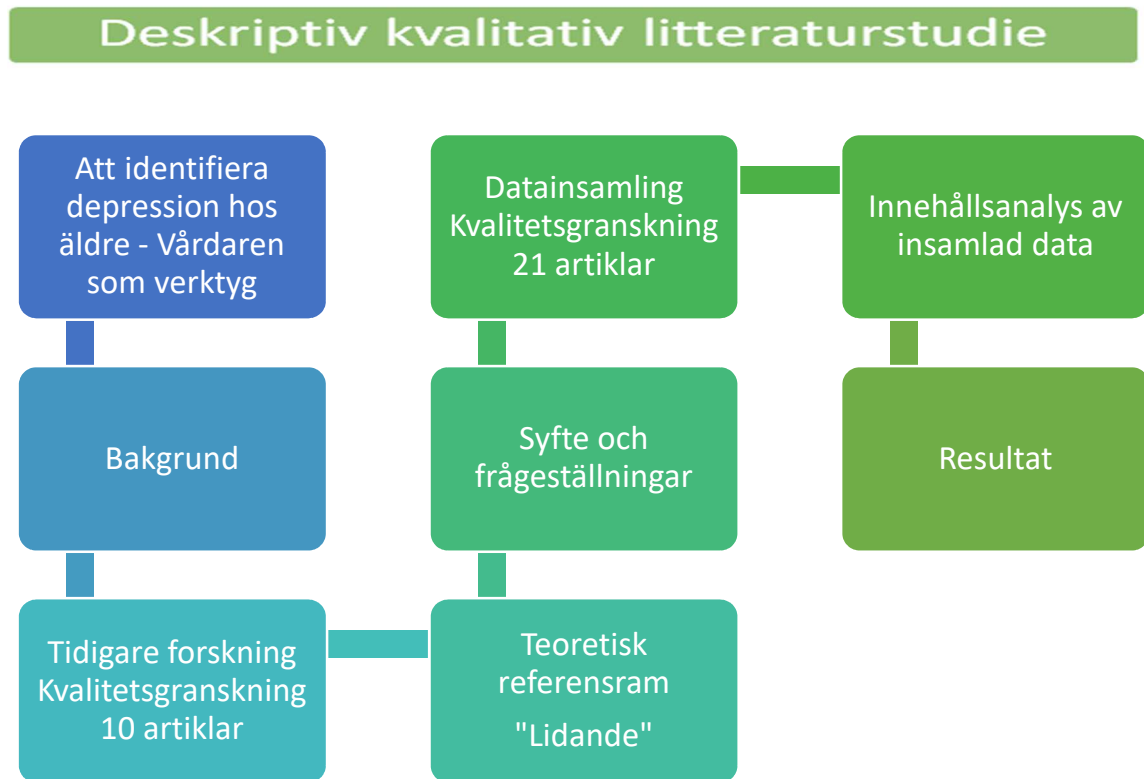 Deskriptiv kvalitativ litteraturstudie
Att identifiera
depression hos
äldre - Vårdaren
som verktyg
Bakgrund
Tidigare forskning
Kvalitetsgranskning
10 artiklar
Teoretisk
referensram
"Lidande"
Syfte och
frågeställningar
Datainsamling
Kvalitetsgranskning
21 artiklar
Innehållsanalys av
insamlad data
Resultat